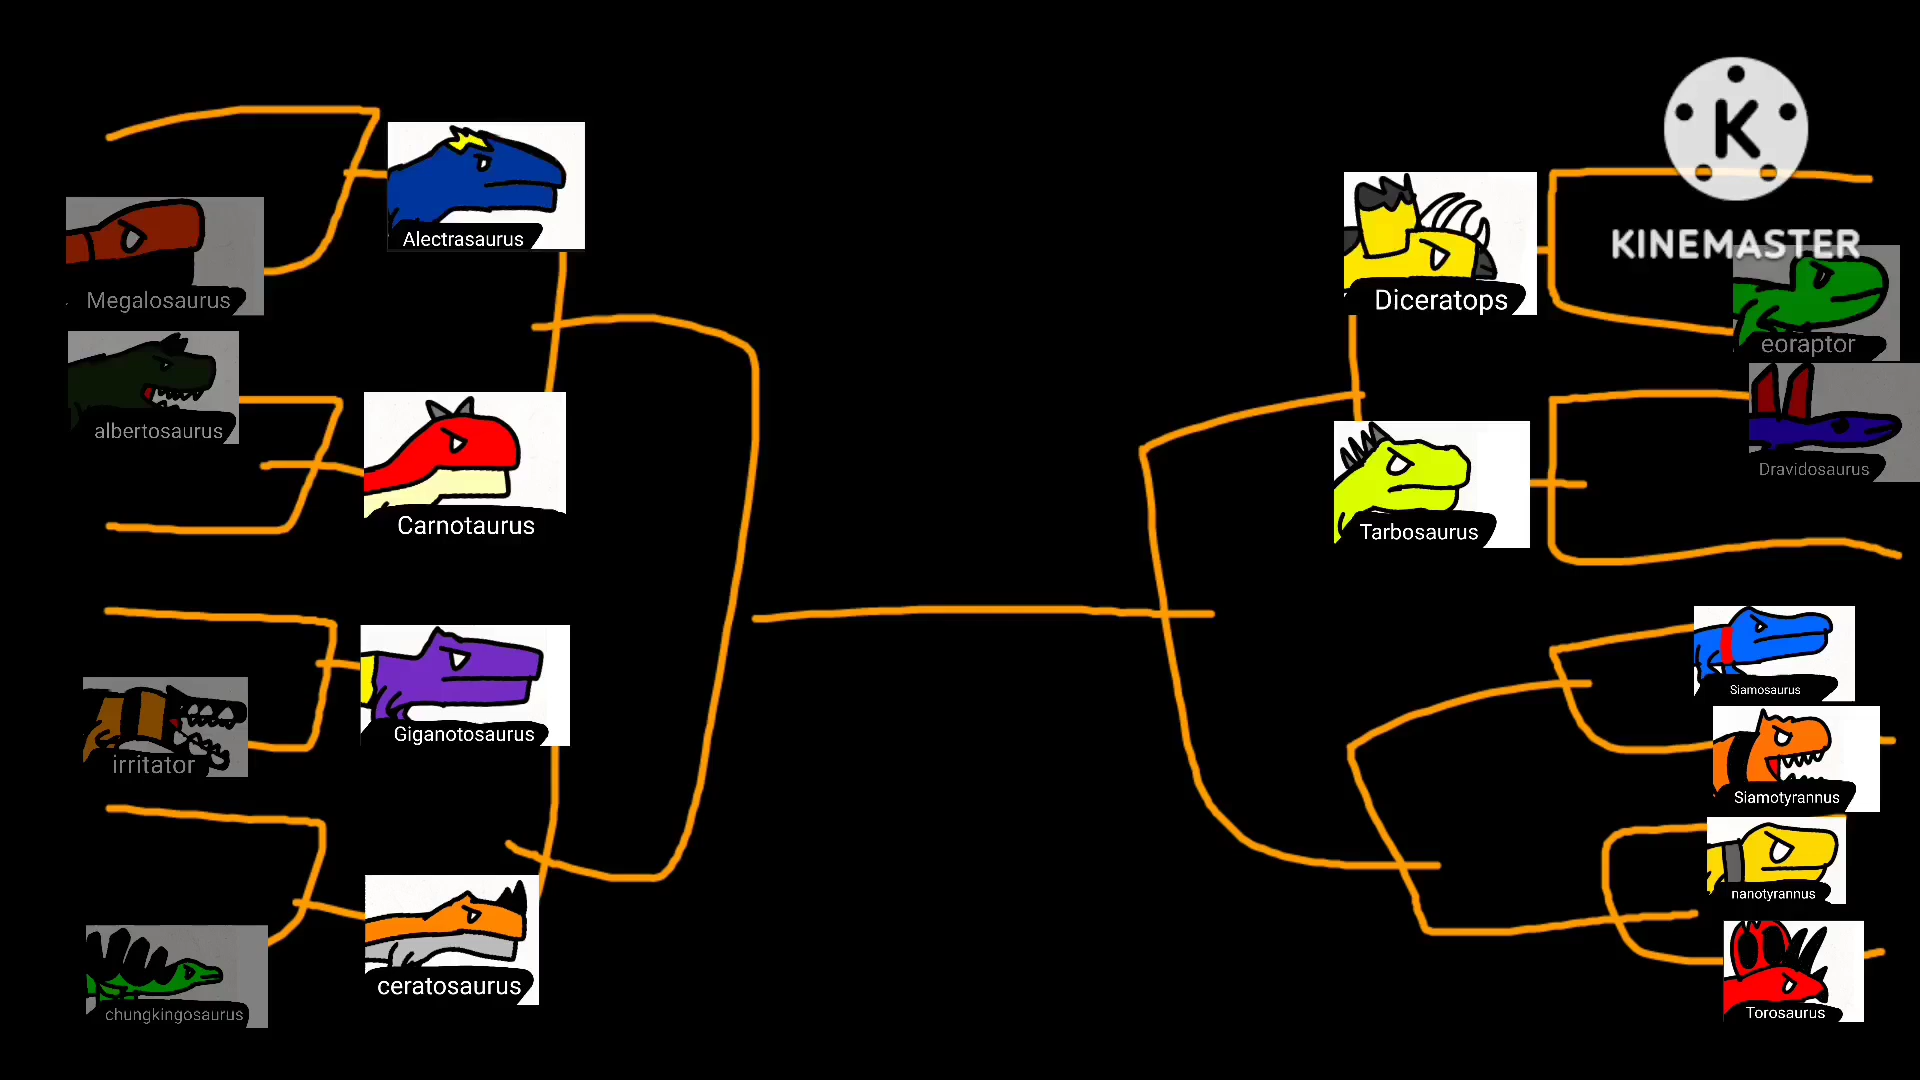 Alectrasaurus
Megalosaurus
albertosaurus
Carnotaurus
Giganotosaurus
irritator
ceratosaurus
chungkingosaurus
K
KINEMASTER
Diceratops
eoraptor
Dravidosaurus
Tarbosaurus
Siamosaurus
Siamotyrannus
nanotyrannus
Torosaurus